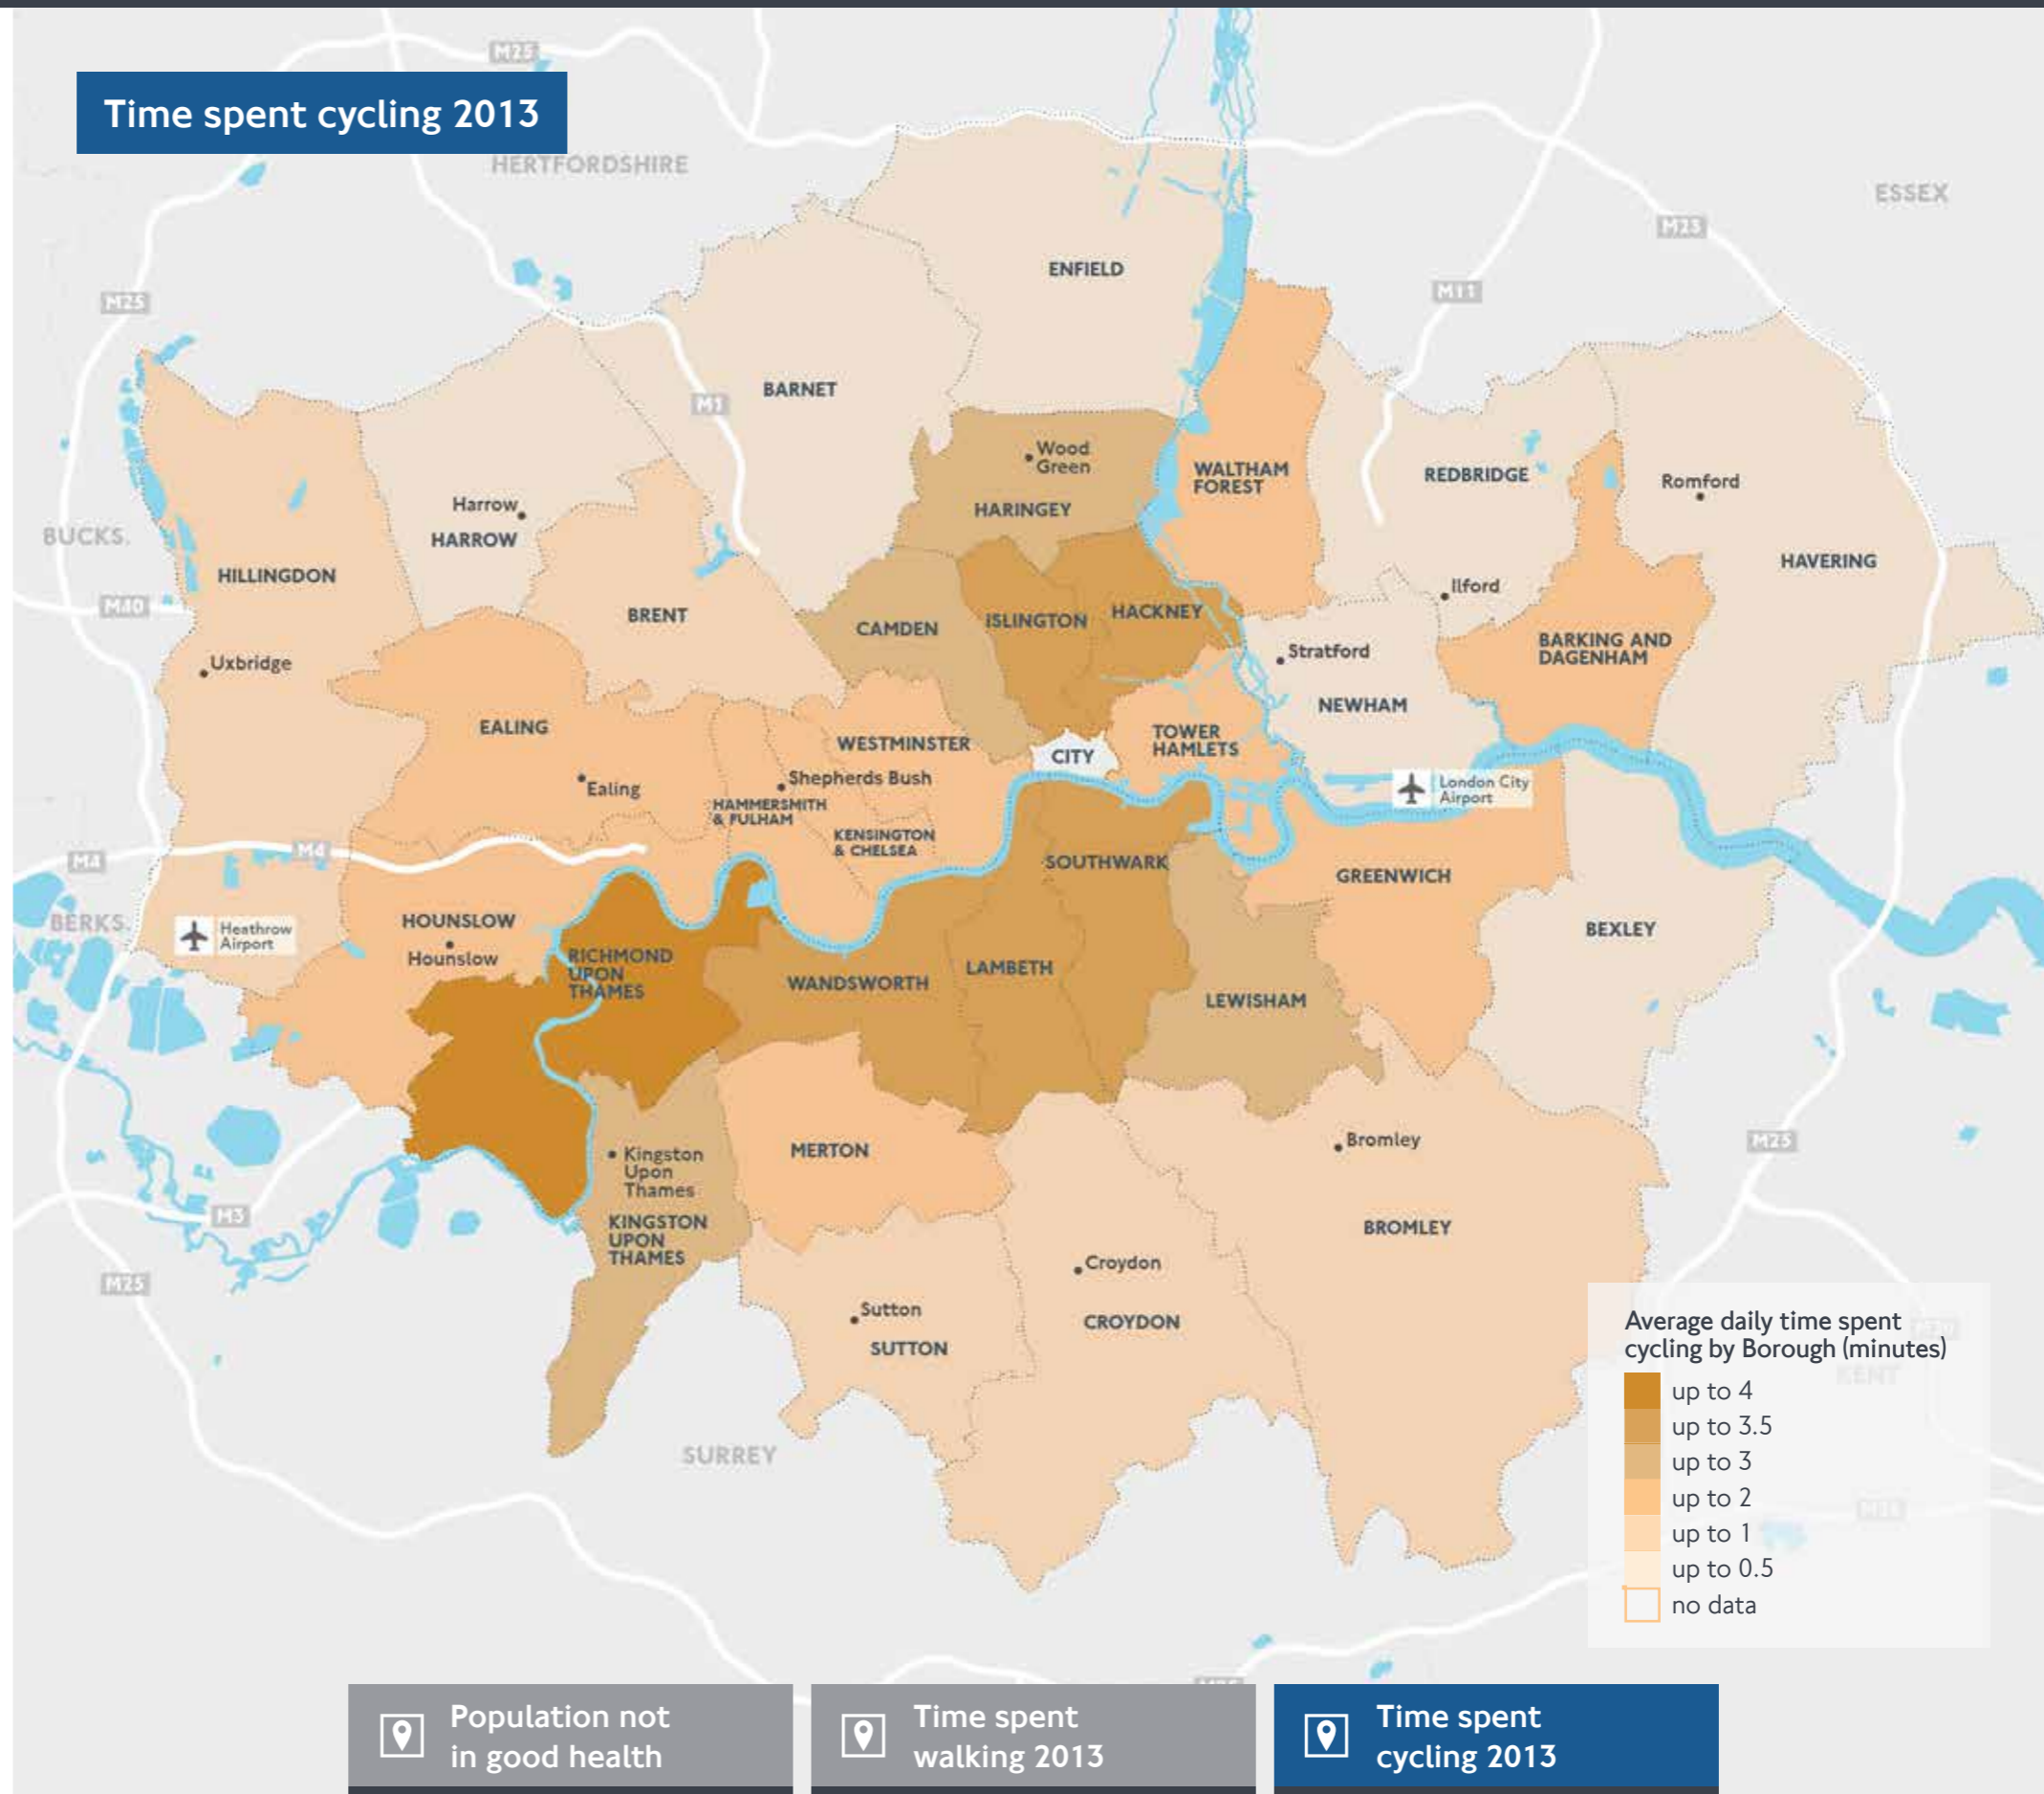 M25
Time spent cycling 2013
HERTFORDSHIRE
ESSEX
M25
ENFIELD
M11
M25
BARNET
M1
Wood
Green
WALTHAM
FOREST
REDBRIDGE
Romford
Harrow
HARINGEY
BUCKS.
HARROW
HAVERING
HILLINGDON
Ilford
M40
BRENT
CAMDEN
ISLINGTON
HACKNEY
BARKING AND
DAGENHAM
Uxbridge
Stratford
NEWHAM
EALING
WESTMINSTER
TOWER
HAMLETS
CITY
Shepherds Bush
Ealing
London City
Airport
HAMMERSMITH
& FULHAM
KENSINGTON
& CHELSEA
M4
M4
SOUTHWARK
GREENWICH
BERKS.
Heathrow
Airport
HOUNSLOW
Hounslow
BEXLEY
RICHMOND
UPON
THAMES
WANDSWORTH
LAMBETH
LEWISHAM
Bromley
M25
MERTON
Kingston
Upon
Thames
M3
KINGSTON
UPON
THAMES
BROMLEY
Croydon
M25
Sutton
CROYDON
SUTTON
SURREY
KENT
Average daily time spent
cycling by Borough (minutes)
up to 4
up to 3.5
up to 3
up to 2
up to 1
up to 0.5
no data
Population not
in good health
Time spent
walking 2013
Time spent
cycling 2013